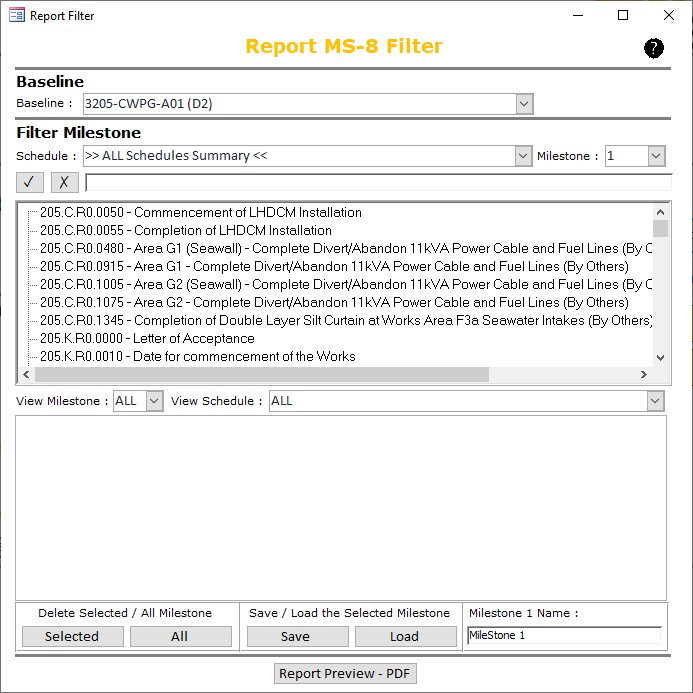 Report Filter
Report MS-8 Filter
?
Baseline
Baseline : 3205-CWPG-A01 (D2)
Filter Milestone
Schedule : >> ALL Schedules Summary << Milestone : 1
✓ ✗
205.C.R0.0050 - Commencement of LHDCM Installation
205.C.R0.0055 - Completion of LHDCM Installation
205.C.R0.0480 - Area G1 (Seawall) - Complete Divert/Abandon 11kVA Power Cable and Fuel Lines (By O
205.C.R0.0915 - Area G1 - Complete Divert/Abandon 11kVA Power Cable and Fuel Lines (By Others)
205.C.R0.1005 - Area G2 (Seawall) - Complete Divert/Abandon 11kVA Power Cable and Fuel Lines (By O
205.C.R0.1075 - Area G2 - Complete Divert/Abandon 11kVA Power Cable and Fuel Lines (By Others)
205.C.R0.1345 - Completion of Double Layer Silt Curtain at Works Area F3a Seawater Intakes (By Others)
205.K.R0.0000 - Letter of Acceptance
205.K.R0.0010 - Date for commencement of the Works
View Milestone : ALL View Schedule : ALL
Delete Selected / All Milestone Save / Load the Selected Milestone Milestone 1 Name :
Selected All Save Load MileStone 1
Report Preview - PDF